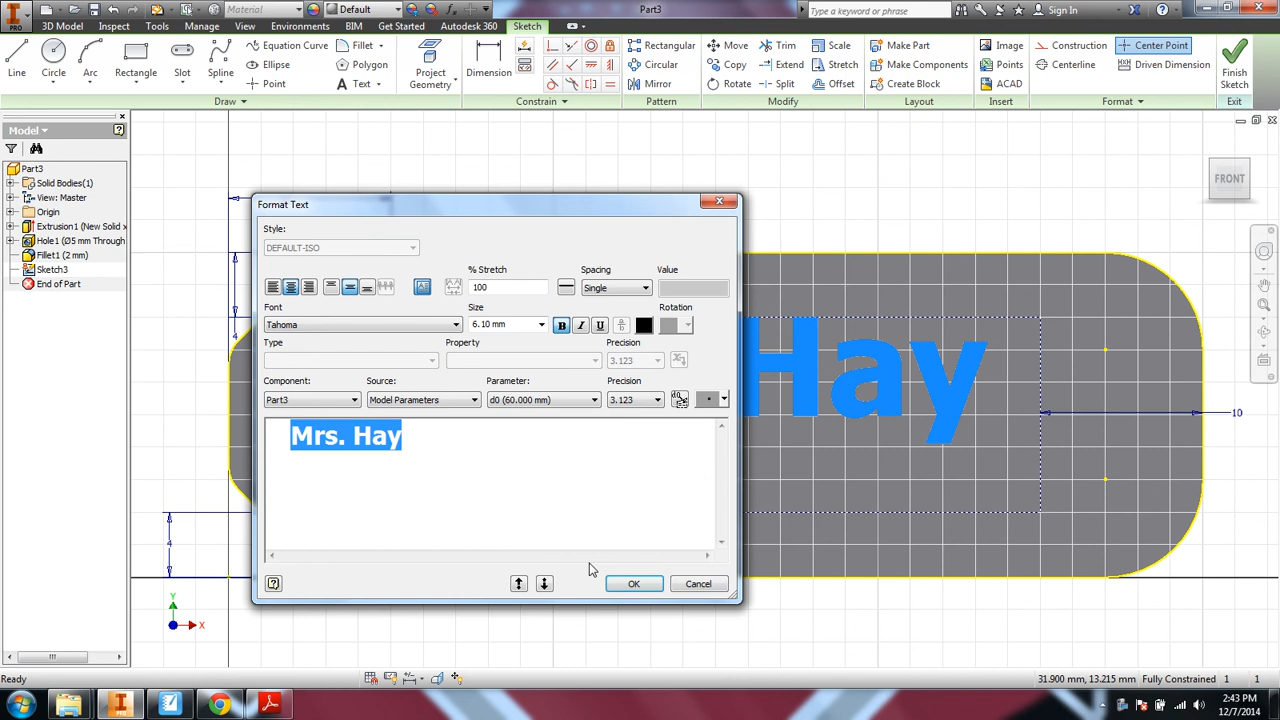 Material
Default
Part3
Type a keyword or phrase
Sign In
PRO
3D Model
Inspect
Tools
Manage
View
Environments
BIM
Get Started
Autodesk 360
Sketch
Line
Circle
Arc
Rectangle
Slot
Spline
Equation Curve
Ellipse
Point
Fillet
Polygon
Text
Project
Geometry
Dimension
Rectangular
Circular
Mirror
Move
Copy
Rotate
Trim
Extend
Split
Scale
Stretch
Offset
Make Part
Make Components
Create Block
Image
Points
ACAD
Construction
Centerline
Center Point
Driven Dimension
Finish
Sketch
Draw
Constrain
Pattern
Modify
Layout
Insert
Format
Exit
Model
Part3
Solid Bodies(1)
View: Master
Origin
Extrusion1 (New Solid x
Hole1 (Ø5 mm Through
Fillet1 (2 mm)
Sketch3
End of Part
FRONT
Format Text
Style:
DEFAULT-ISO
% Stretch
Spacing
Value
100
Single
Font
Size
Rotation
Tahoma
6.10 mm
B
I
U
Type
Property
Precision
3.123
Component:
Source:
Parameter:
Precision
Part3
Model Parameters
d0 (60.000 mm)
3.123
Mrs. Hay
OK
Cancel
Hay
10
4
4
Y
X
Ready
31.900 mm, 13.215 mm
Fully Constrained
1
1
2:43 PM
12/7/2014